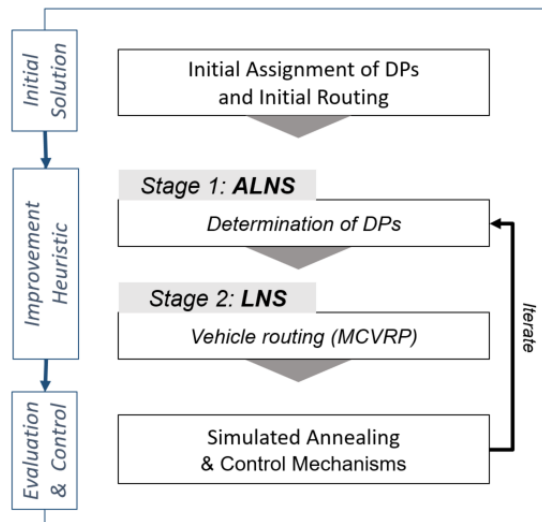 Initial
Solution
Initial Assignment of DPs
and Initial Routing
Improvement
Heuristic
Stage 1: ALNS
Determination of DPs
Stage 2: LNS
Vehicle routing (MCVRP)
Iterate
Evaluation
& Control
Simulated Annealing
& Control Mechanisms